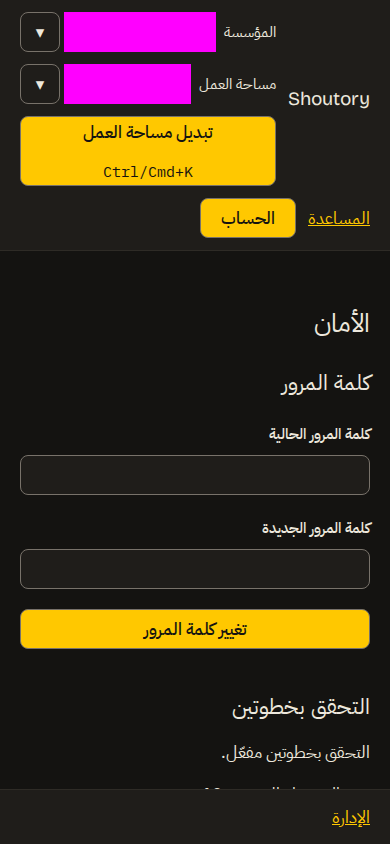 Shoutory
المؤسسة
▼
مساحة العمل
▼
تبديل مساحة العمل
Ctrl/Cmd+K
المساعدة
الحساب
الأمان
كلمة المرور
كلمة المرور الحالية
كلمة المرور الجديدة
تغيير كلمة المرور
التحقق بخطوتين
التحقق بخطوتين مفعّل.
الإدارة